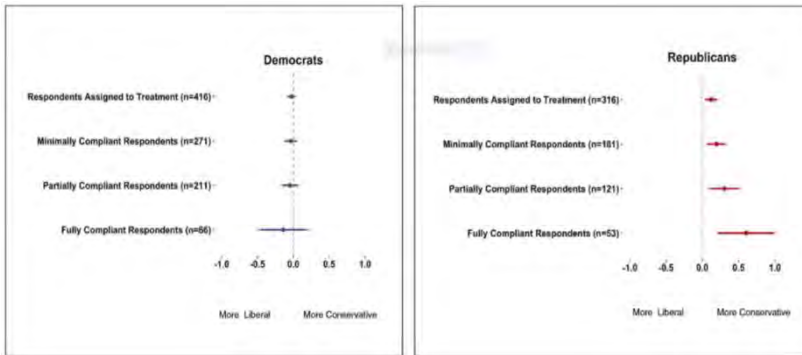 Democrats
Respondents Assigned to Treatment (n=416)
Minimally Compliant Respondents (n=271)
Partially Compliant Respondents (n=211)
Fully Compliant Respondents (n=66)
-1.0 -0.5 0.0 0.5 1.0
More Liberal More Conservative
Republicans
Respondents Assigned to Treatment (n=316)
Minimally Compliant Respondents (n=181)
Partially Compliant Respondents (n=121)
Fully Compliant Respondents (n=53)
-1.0 -0.5 0.0 0.5 1.0
More Liberal More Conservative